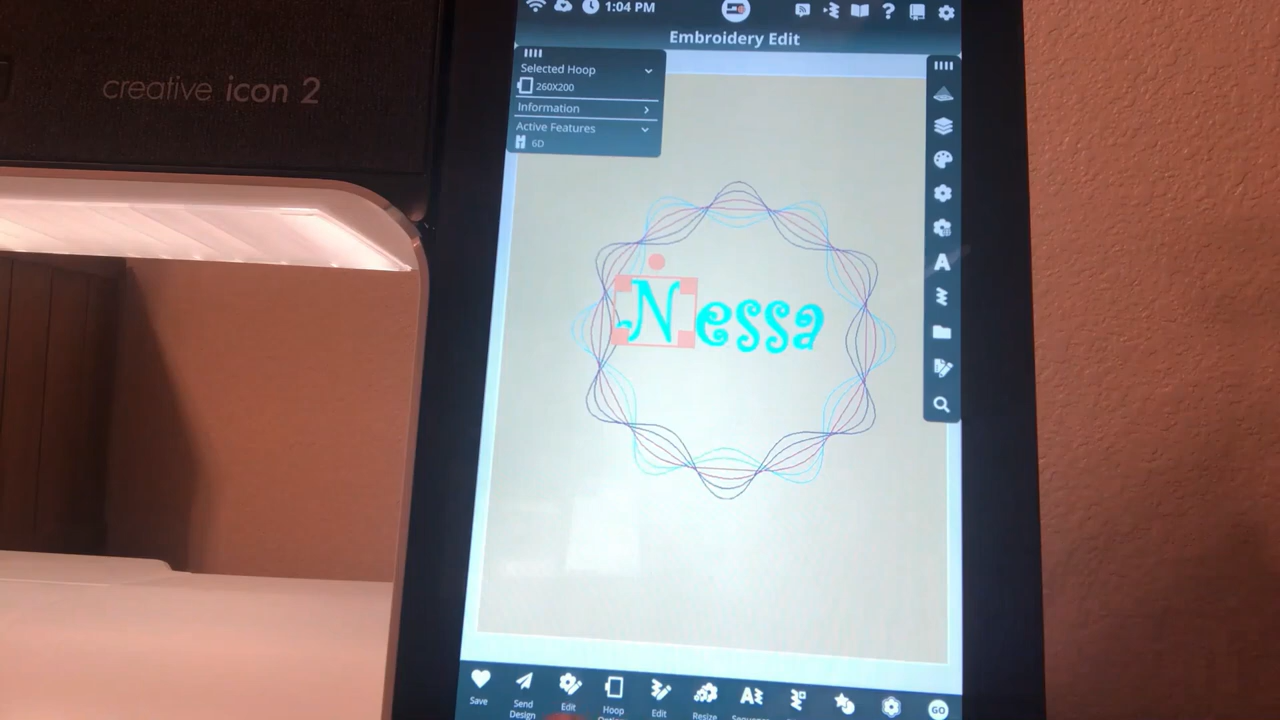 creative icon 2
1:04 PM
Embroidery Edit
Selected Hoop
260X200
Information
Active Features
6D
Nessa
A
Save
Send
Design
Edit
Hoop
Edit
Resize
GO